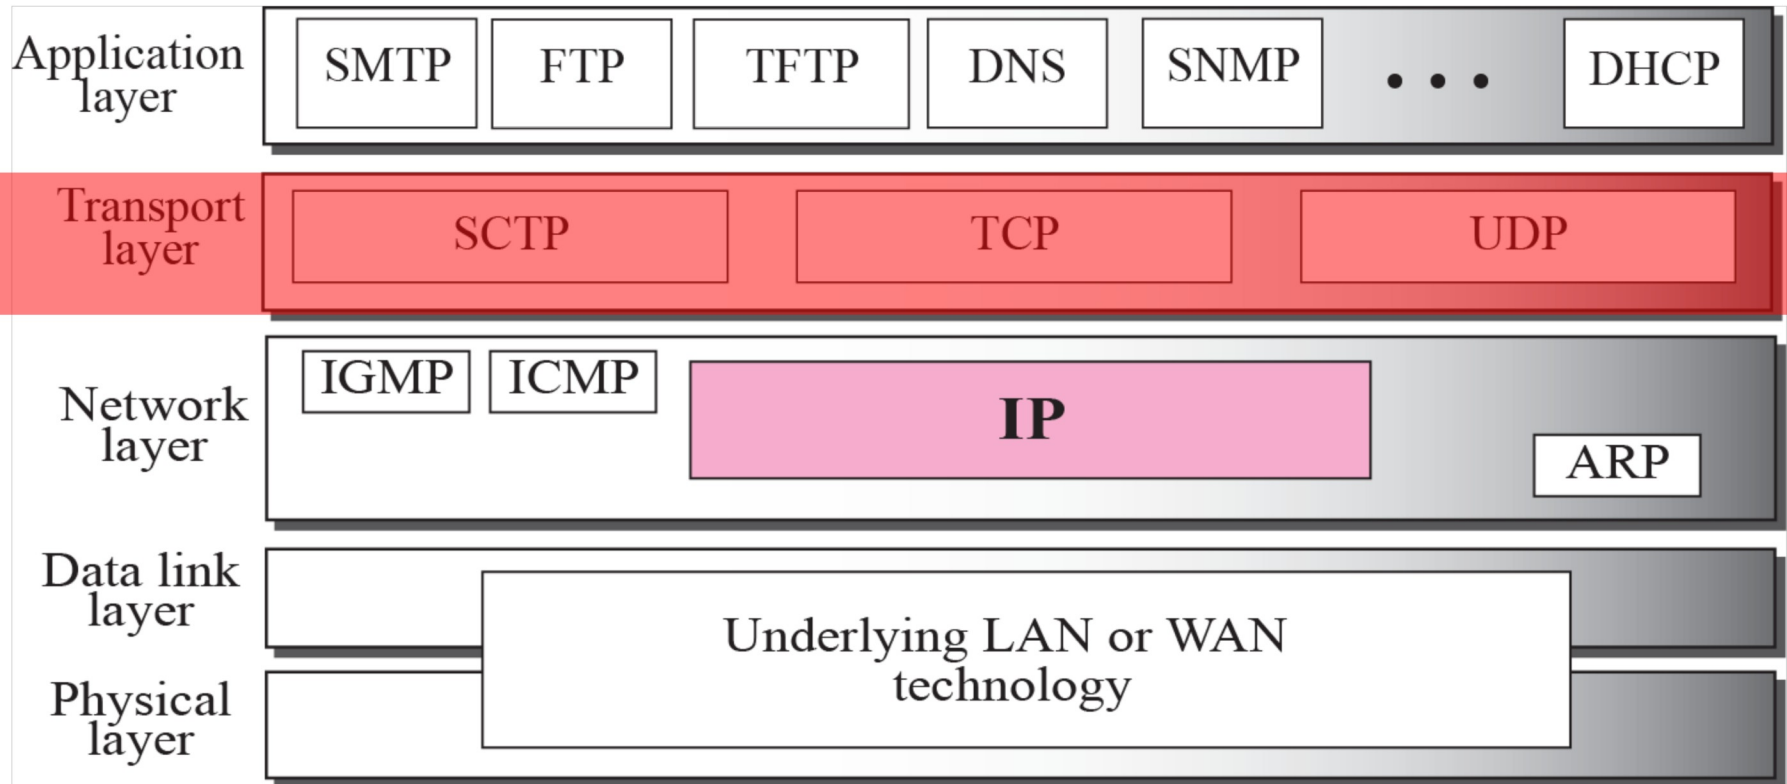 Application
layer
SMTP
FTP
TFTP
DNS
SNMP
• • •
DHCP
Transport
layer
SCTP
TCP
UDP
Network
layer
IGMP
ICMP
IP
ARP
Data link
layer
Underlying LAN or WAN
technology
Physical
layer